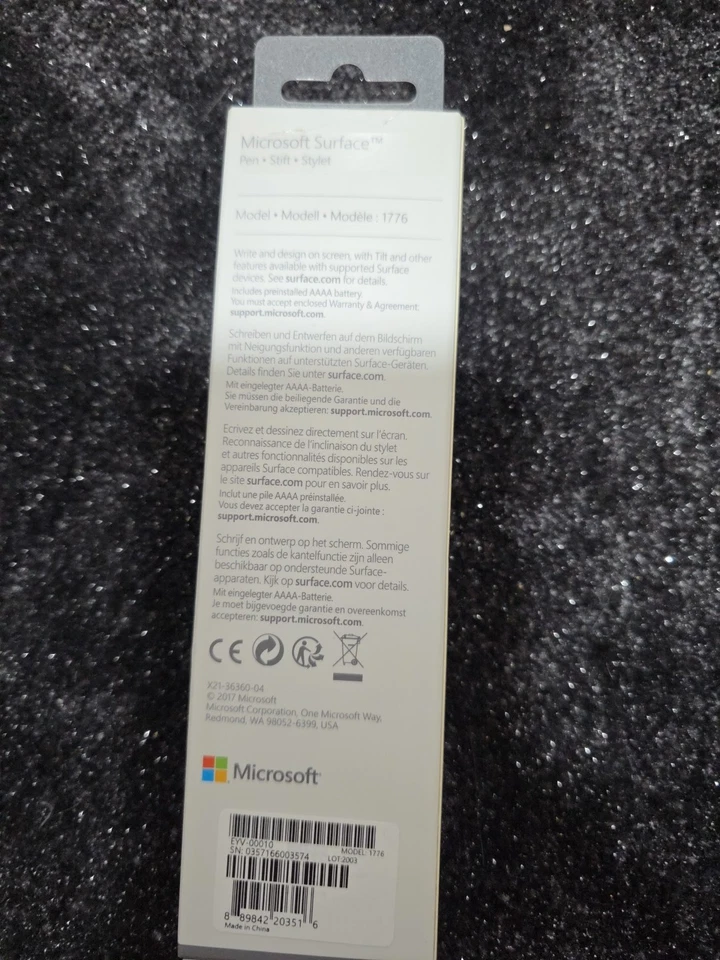 Microsoft Surface™
Pen • Stift • Stylet
Model • Modell • Modèle : 1776
Write and design on screen, with Tilt and other
features available with supported Surface
devices. See surface.com for details.
Includes preinstalled AAAA battery.
You must accept enclosed Warranty & Agreement:
support.microsoft.com.
Schreiben und Entwerfen auf dem Bildschirm
mit Neigungsfunktion und anderen verfügbaren
Funktionen auf unterstützten Surface-Geräten.
Details finden Sie unter surface.com.
Mit eingelegter AAAA-Batterie.
Sie müssen die beiliegende Garantie und die
Vereinbarung akzeptieren: support.microsoft.com.
Ecrivez et dessinez directement sur l'écran.
Reconnaissance de l'inclinaison du stylet
et autres fonctionnalités disponibles sur les
appareils Surface compatibles. Rendez-vous sur
le site surface.com pour en savoir plus.
Inclut une pile AAAA préinstallée.
Vous devez accepter la garantie ci-jointe :
support.microsoft.com.
Schrijf en ontwerp op het scherm. Sommige
functies zoals de kantelfunctie zijn alleen
beschikbaar op ondersteunde Surface-
apparaten. Kijk op surface.com voor details.
Mit eingelegter AAAA-Batterie.
Je moet bijgevoegde garantie en overeenkomst
accepteren: support.microsoft.com.
CE
X21-36360-04
© 2017 Microsoft
Microsoft Corporation, One Microsoft Way,
Redmond, WA 98052-6399, USA
Microsoft
EYV-00010 MODEL 1776
SN: 0357166003574 LOT:2003
8 89842 20351 6
Made in China